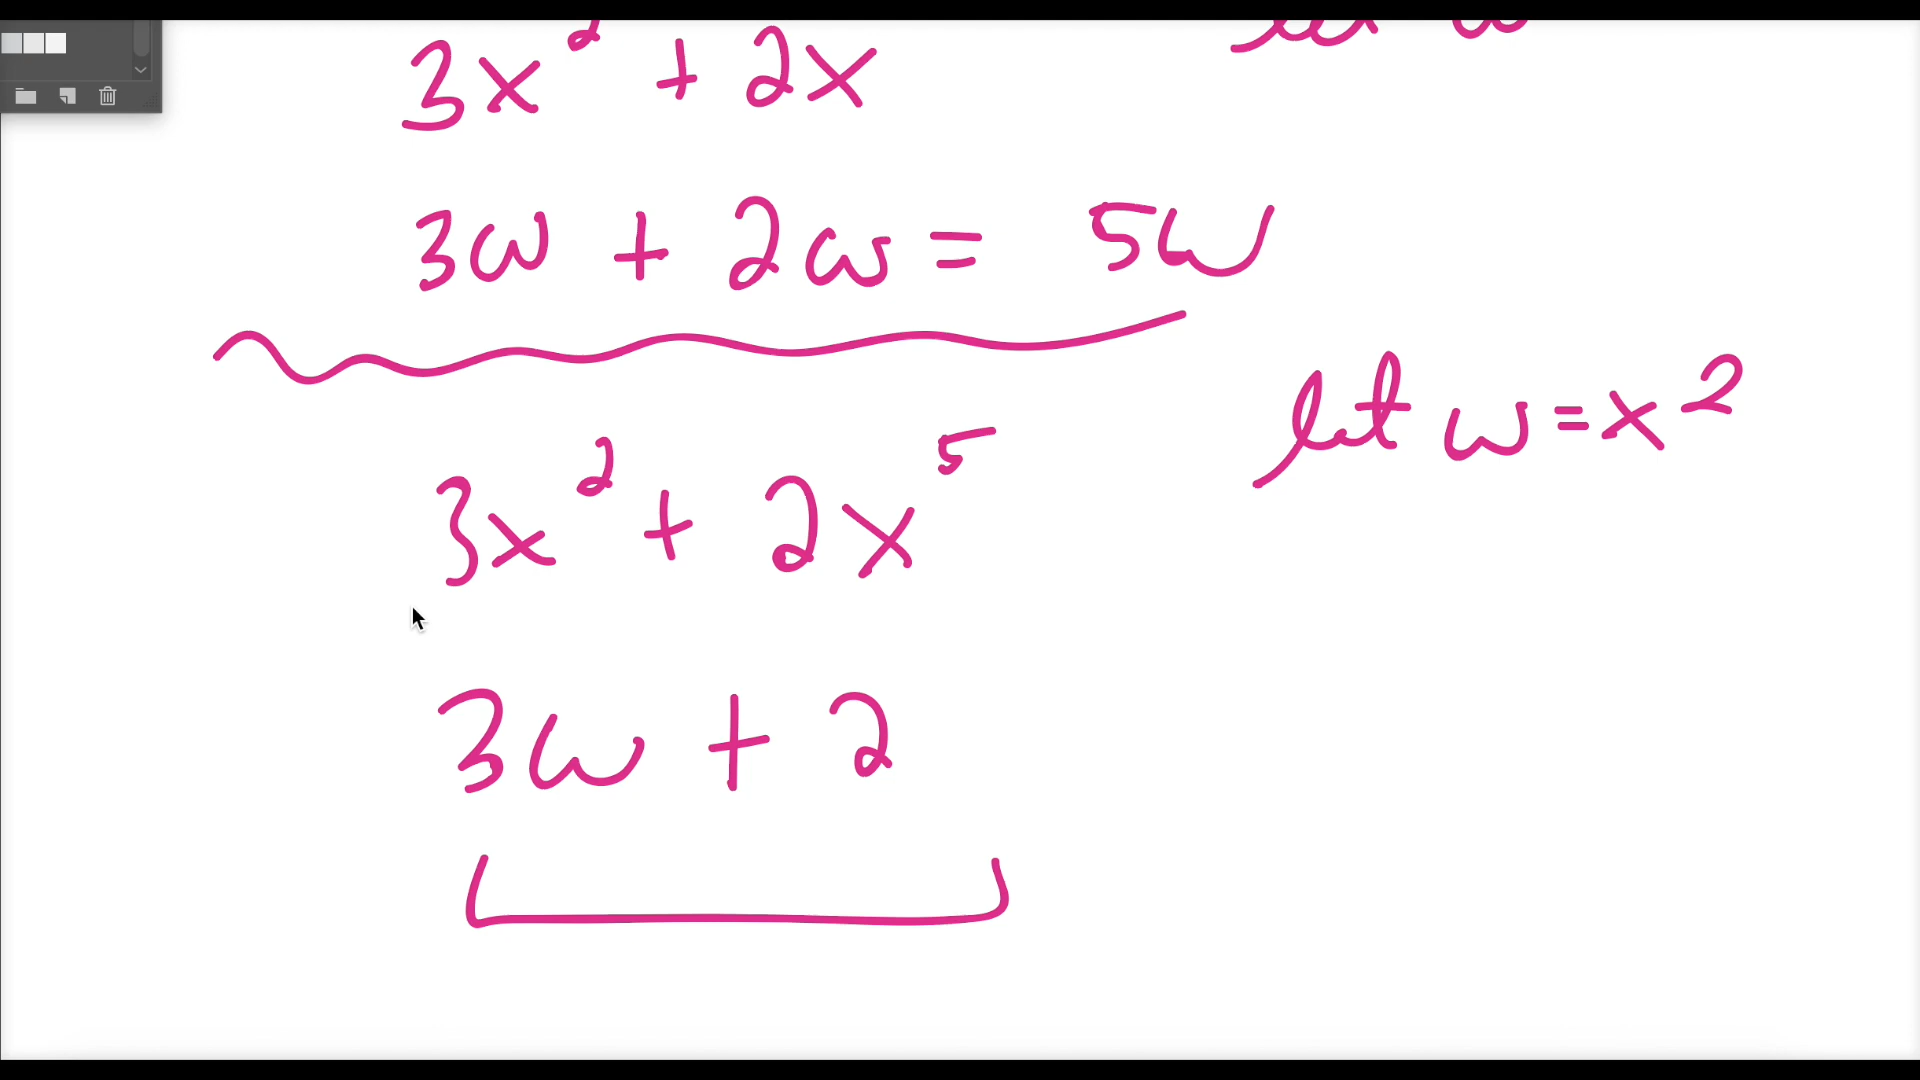 3x² + 2x
3w + 2w = 5w
let w = x²
3x² + 2x⁵
3w + 2